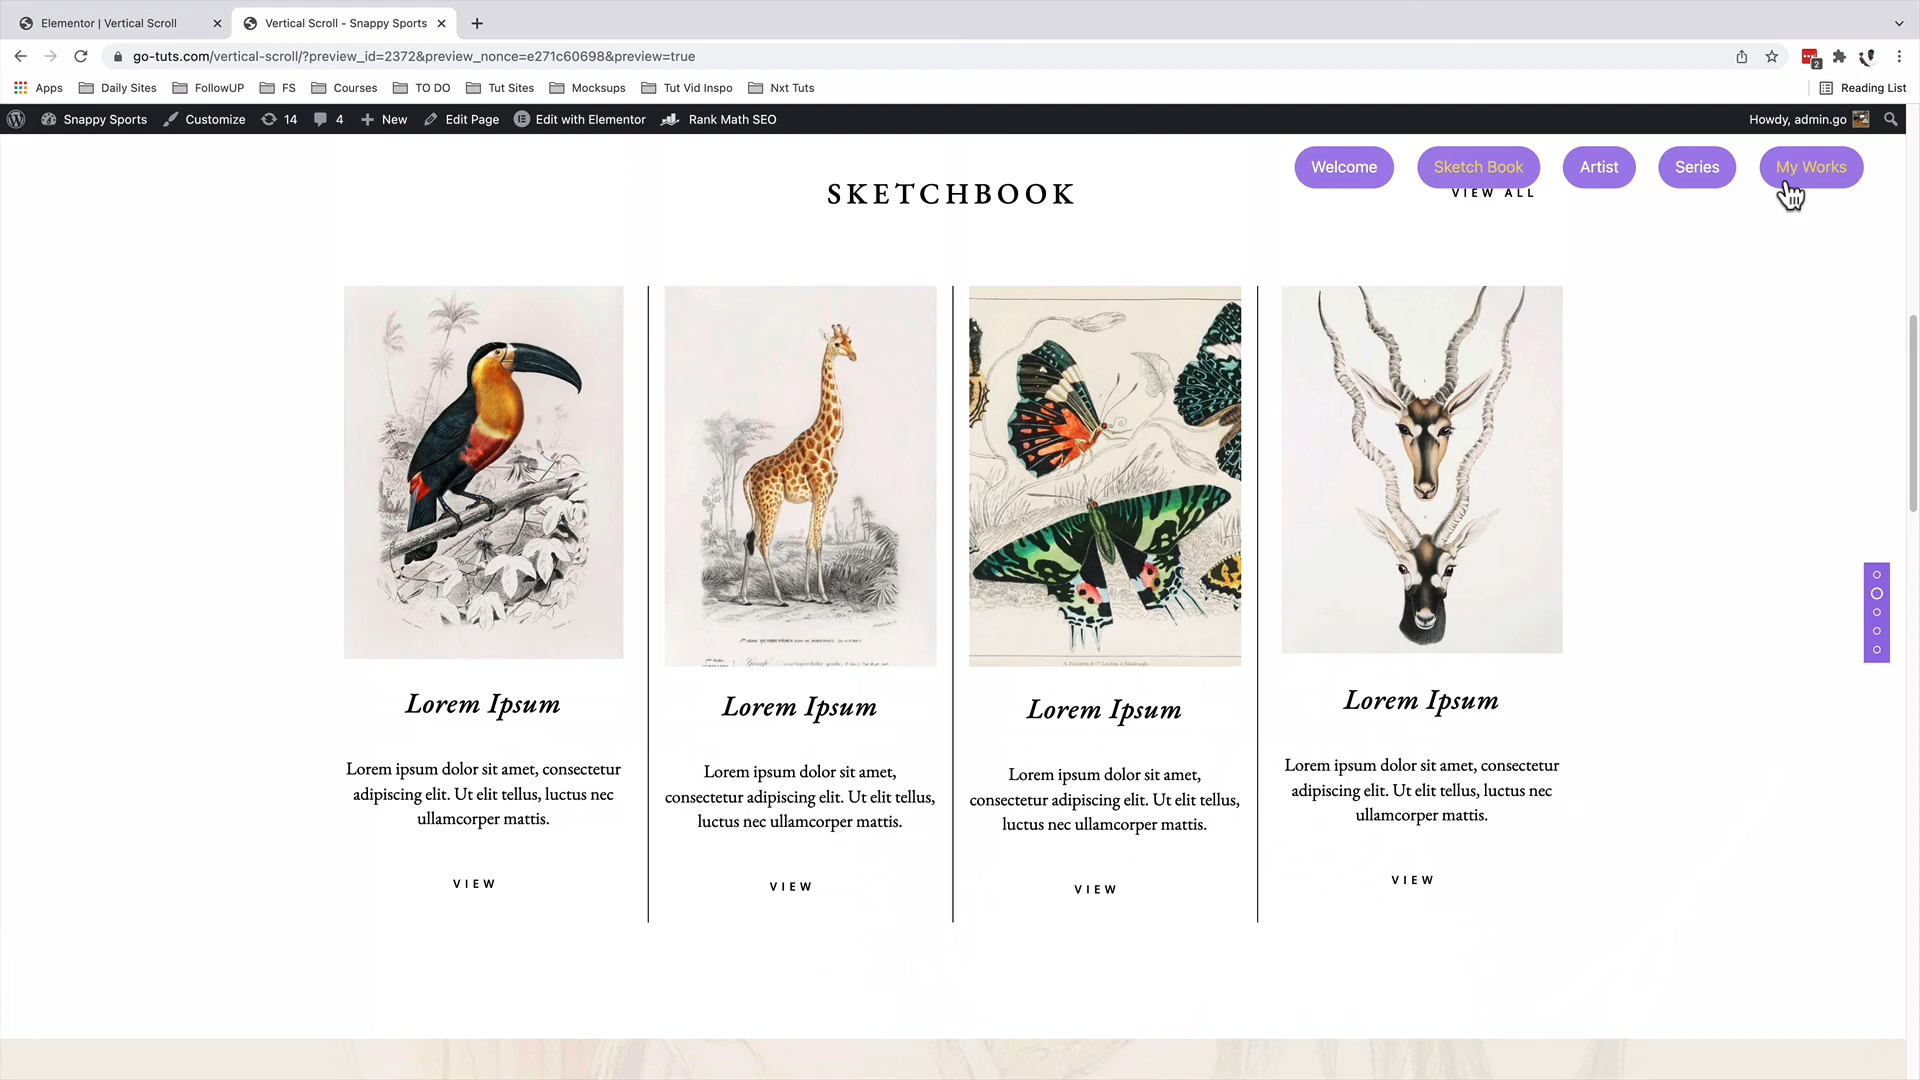 Elementor | Vertical Scroll
Vertical Scroll - Snappy Sports
go-tuts.com/vertical-scroll/?preview_id=2372&preview_nonce=e271c60698&preview=true
2
Apps Daily Sites FollowUP FS Courses TO DO Tut Sites Mocksups Tut Vid Inspo Nxt Tuts Reading List
Snappy Sports Customize 14 4 New Edit Page Edit with Elementor Rank Math SEO Howdy, admin.go
Welcome Sketch Book Artist Series My Works
SKETCHBOOK
VIEW ALL
Lorem Ipsum
Lorem ipsum dolor sit amet, consectetur
adipiscing elit. Ut elit tellus, luctus nec
ullamcorper mattis.
VIEW
Lorem Ipsum
Lorem ipsum dolor sit amet,
consectetur adipiscing elit. Ut elit tellus,
luctus nec ullamcorper mattis.
VIEW
Lorem Ipsum
Lorem ipsum dolor sit amet,
consectetur adipiscing elit. Ut elit tellus,
luctus nec ullamcorper mattis.
VIEW
Lorem Ipsum
Lorem ipsum dolor sit amet, consectetur
adipiscing elit. Ut elit tellus, luctus nec
ullamcorper mattis.
VIEW